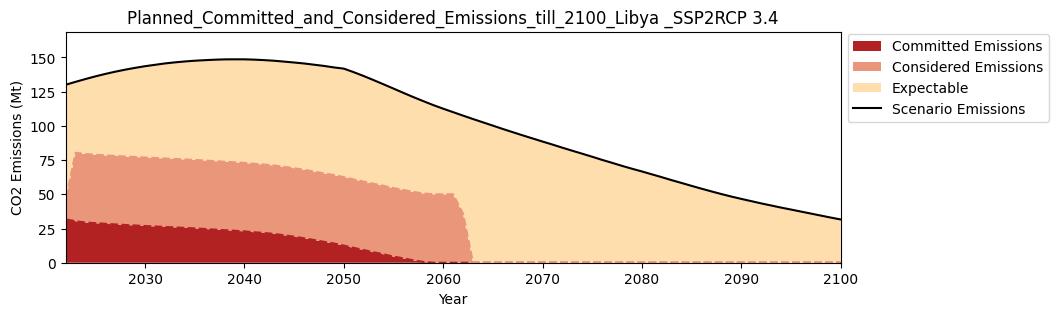 Planned_Committed_and_Considered_Emissions_till_2100_Libya _SSP2RCP 3.4
CO2 Emissions (Mt)
150
125
100
75
50
25
0
2030 2040 2050 2060 2070 2080 2090 2100
Year
Committed Emissions
Considered Emissions
Expectable
Scenario Emissions